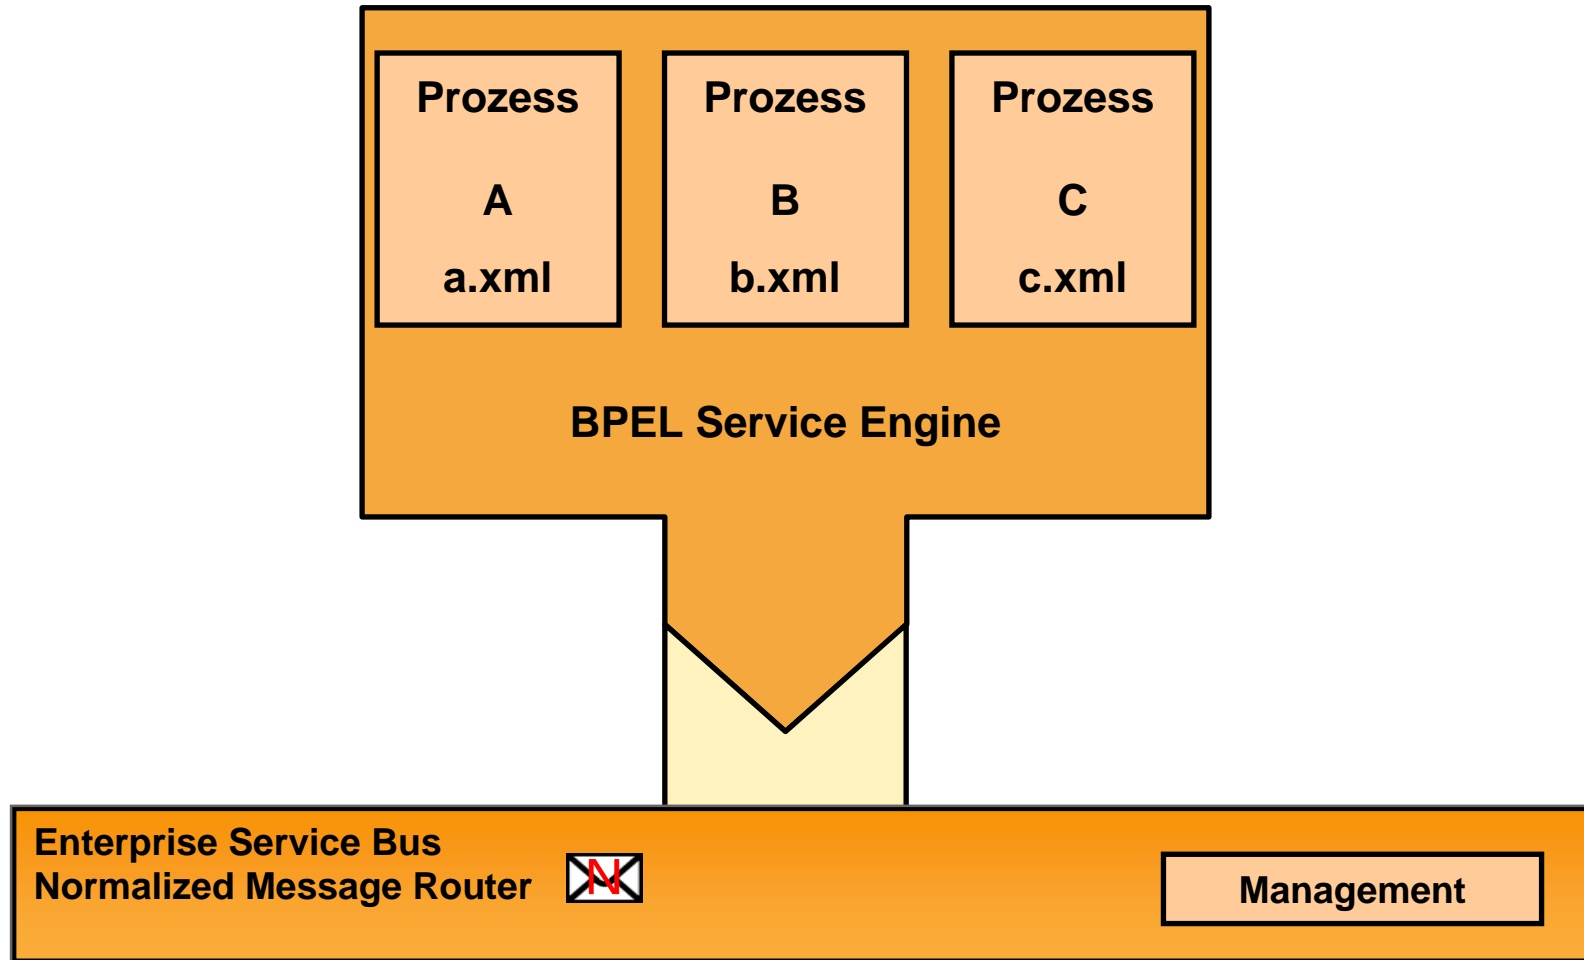 Prozess
A
a.xml
Prozess
B
b.xml
Prozess
C
c.xml
BPEL Service Engine
Enterprise Service Bus
Normalized Message Router
N
Management